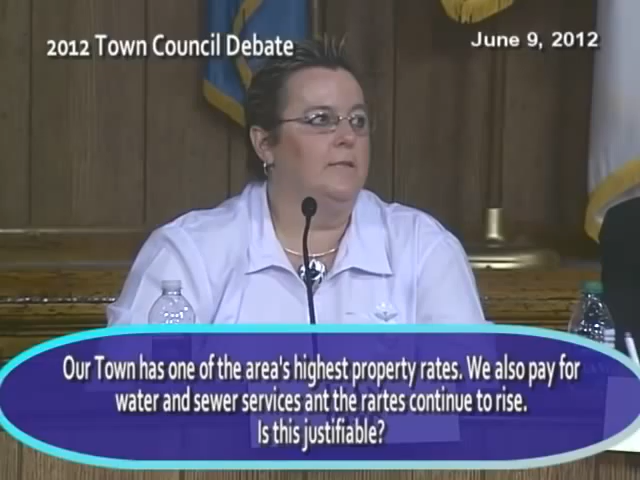 2012 Town Council Debate
June 9, 2012
Our Town has one of the area's highest property rates. We also pay for
water and sewer services ant the rartes continue to rise.
Is this justifiable?